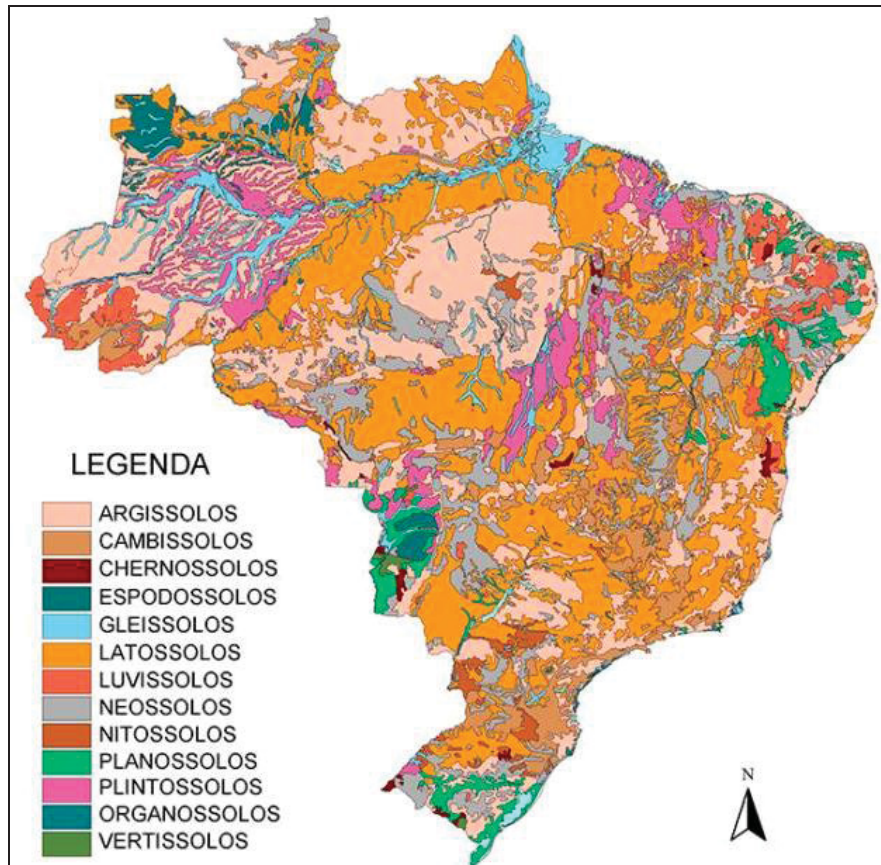 LEGENDA
ARGISSOLOS
CAMBISSOLOS
CHERNOSSOLOS
ESPODOSSOLOS
GLEISSOLOS
LATOSSOLOS
LUVISSOLOS
NEOSSOLOS
NITOSSOLOS
PLANOSSOLOS
PLINTOSSOLOS
ORGANOSSOLOS
VERTISSOLOS
N